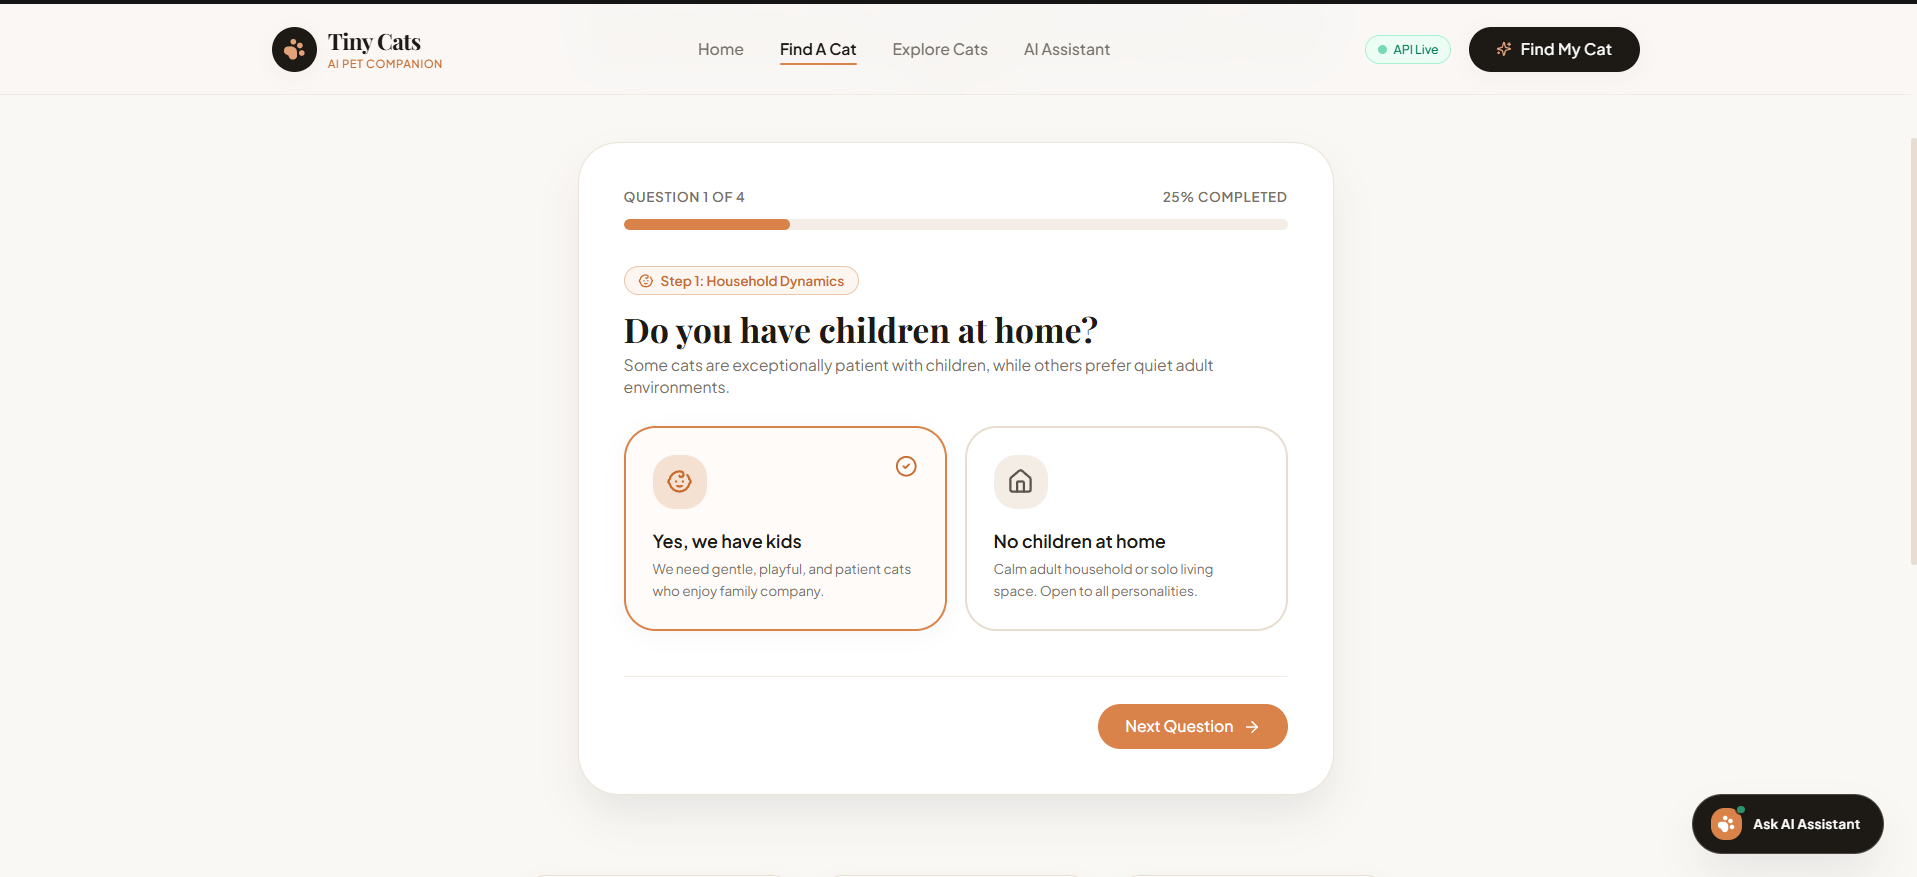 Tiny Cats
AI PET COMPANION
Home
Find A Cat
Explore Cats
AI Assistant
API Live
Find My Cat
QUESTION 1 OF 4
25% COMPLETED
Step 1: Household Dynamics
Do you have children at home?
Some cats are exceptionally patient with children, while others prefer quiet adult
environments.
Yes, we have kids
We need gentle, playful, and patient cats
who enjoy family company.
No children at home
Calm adult household or solo living
space. Open to all personalities.
Next Question
Ask AI Assistant